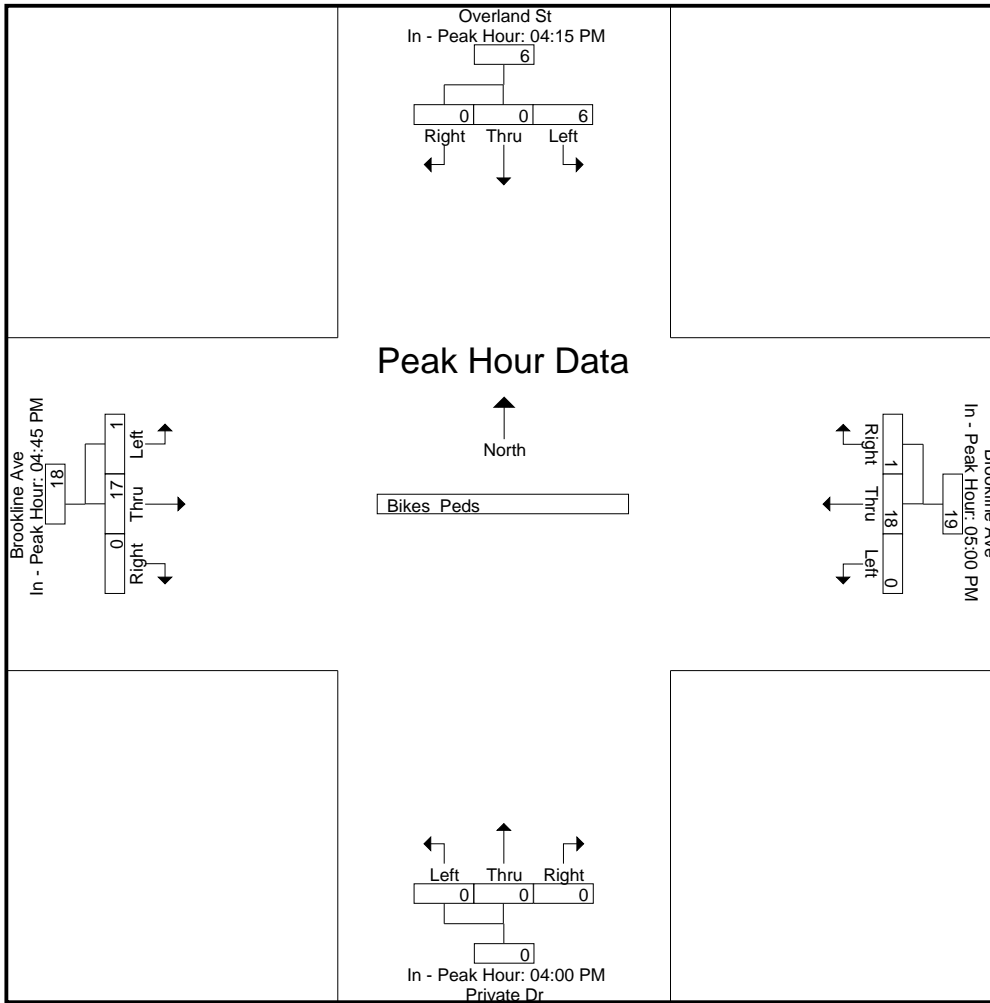 Overland St
In - Peak Hour: 04:15 PM
6
0 0 6
Right Thru Left
Peak Hour Data
North
Bikes Peds
Brookline Ave
In - Peak Hour: 04:45 PM
18
1 17 0
Left Thru Right
Brookline Ave
In - Peak Hour: 05:00 PM
19
1 18 0
Right Thru Left
Left Thru Right
0 0 0
0
In - Peak Hour: 04:00 PM
Private Dr